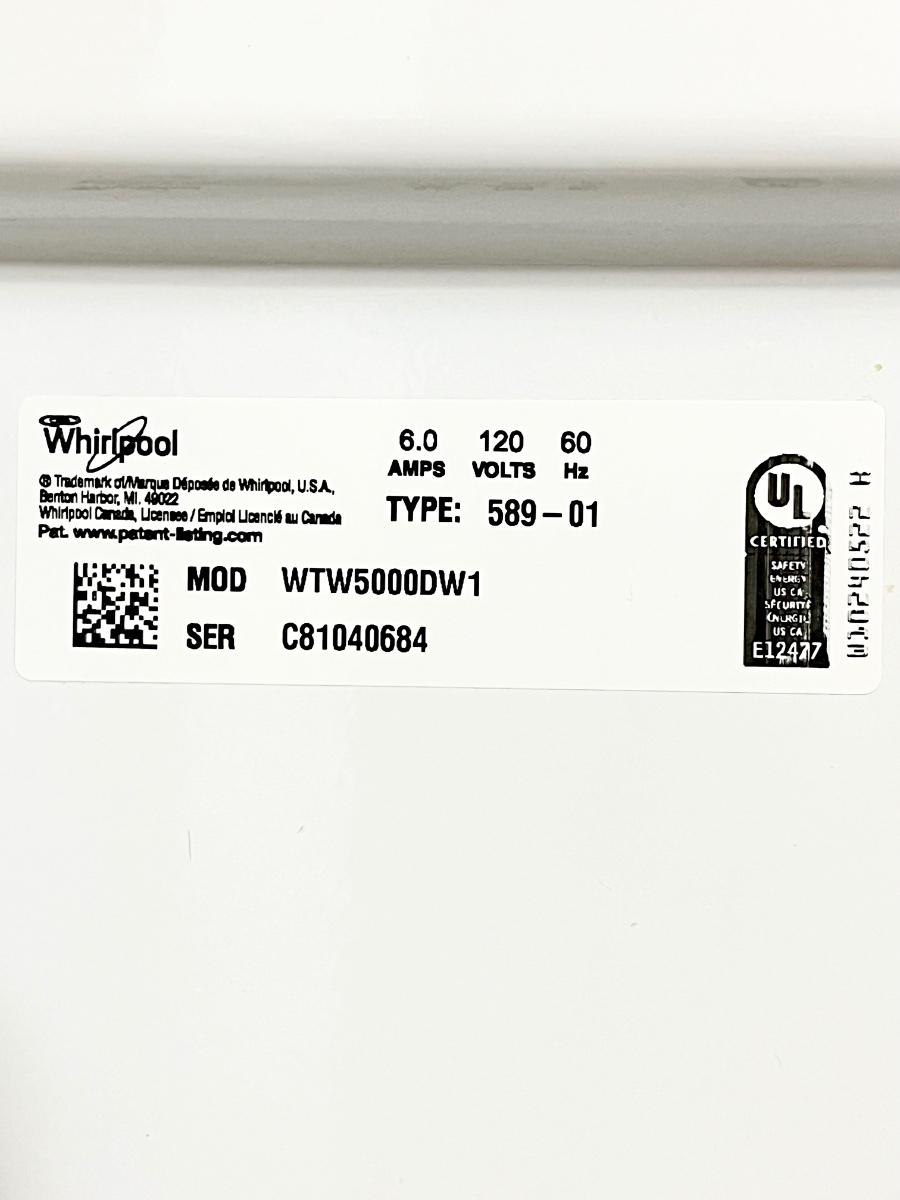 Whirlpool
® Trademark of/Marque Déposée de Whirlpool, U.S.A.,
Benton Harbor, MI. 49022
Whirlpool Canada, Licensee / Emploi Licencié au Canada
Pat. www.patent-listing.com
6.0 120 60
AMPS VOLTS Hz
TYPE: 589-01
MOD WTW5000DW1
SER C81040684
UL
CERTIFIED
SAFETY
ENERGY
US CA
SÉCURITÉ
ÉNERGIE
US CA
E12477
W10240522 H